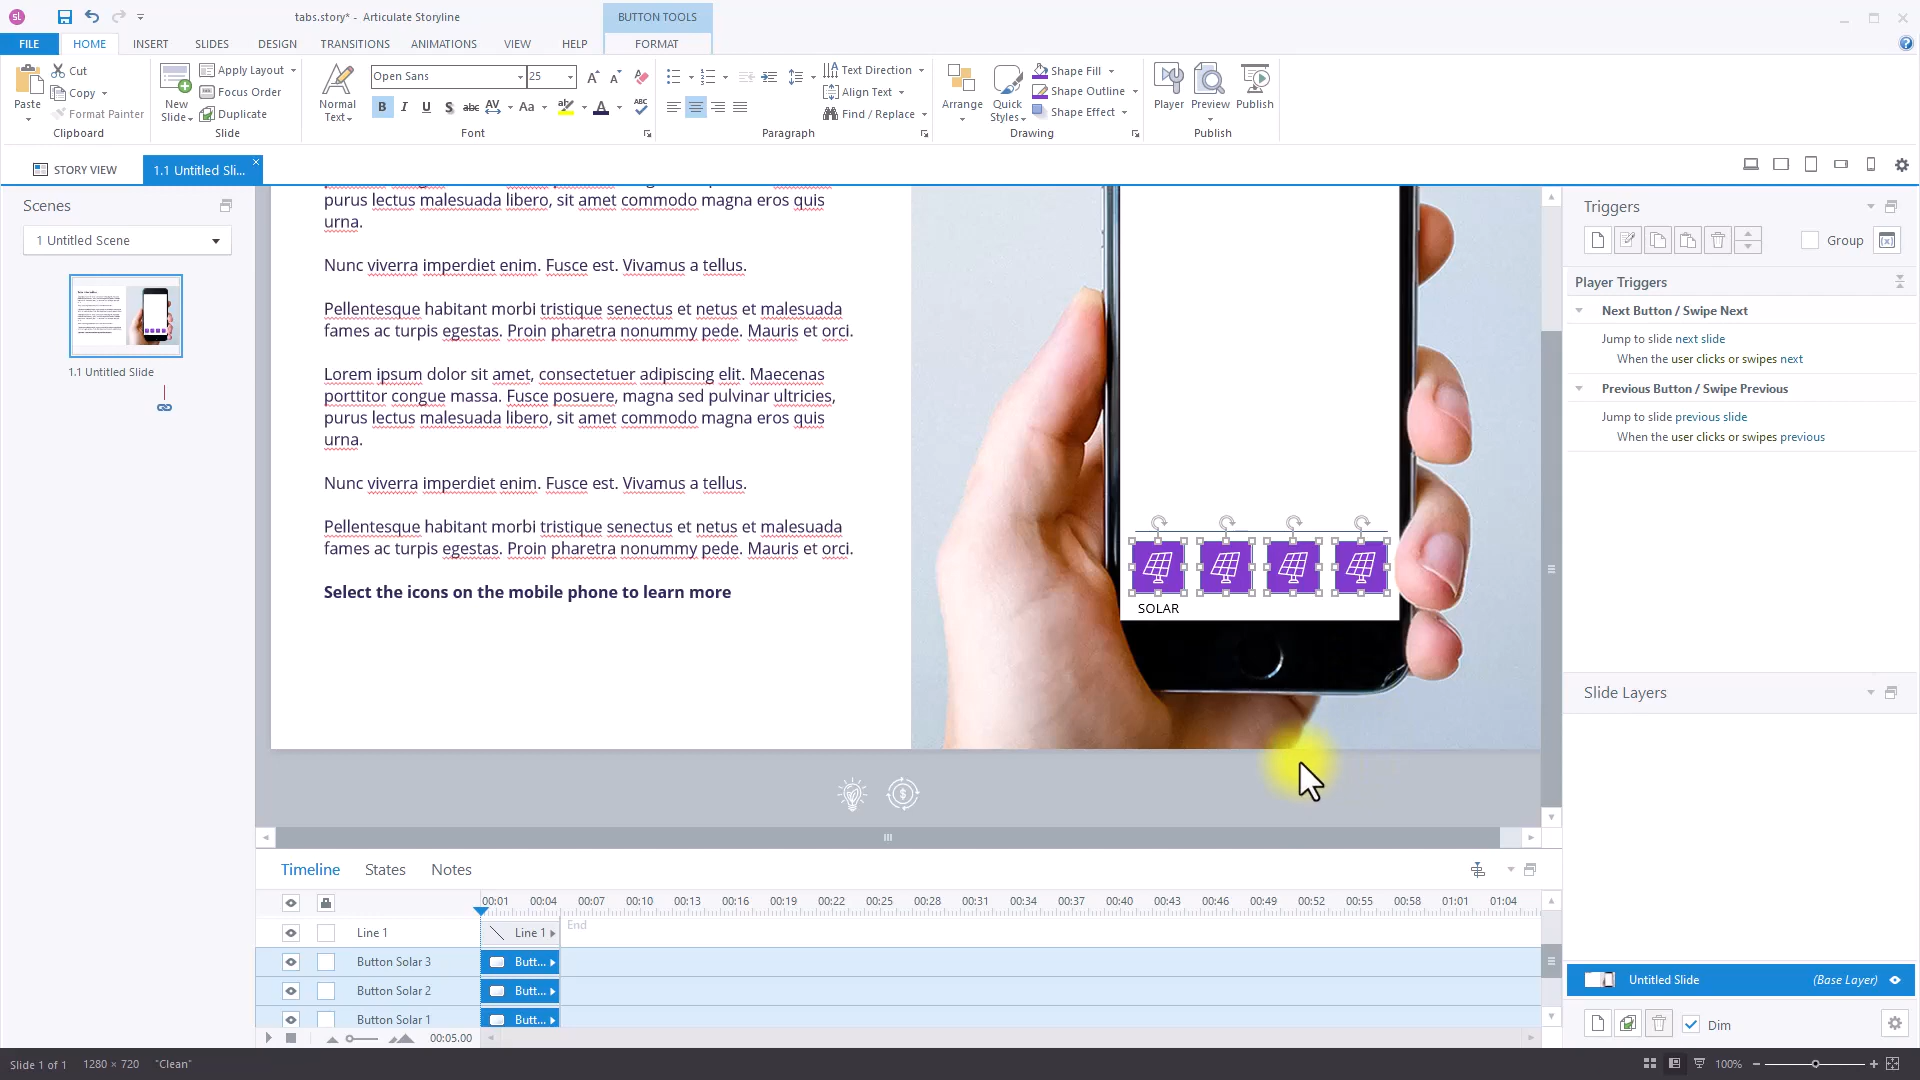 sl
tabs.story* - Articulate Storyline
BUTTON TOOLS
FILE
HOME
INSERT
SLIDES
DESIGN
TRANSITIONS
ANIMATIONS
VIEW
HELP
FORMAT
Paste
Cut
Copy
Format Painter
Clipboard
New Slide
Apply Layout
Focus Order
Duplicate
Slide
Normal Text
Open Sans
25
B I U S abc AV Aa A ABC
Font
Text Direction
Align Text
Find / Replace
Paragraph
Arrange
Quick Styles
Shape Fill
Shape Outline
Shape Effect
Drawing
Player
Preview
Publish
Publish
STORY VIEW
1.1 Untitled Sli...
Scenes
1 Untitled Scene
1.1 Untitled Slide
purus lectus malesuada libero, sit amet commodo magna eros quis
urna.
Nunc viverra imperdiet enim. Fusce est. Vivamus a tellus.
Pellentesque habitant morbi tristique senectus et netus et malesuada
fames ac turpis egestas. Proin pharetra nonummy pede. Mauris et orci.
Lorem ipsum dolor sit amet, consectetuer adipiscing elit. Maecenas
porttitor congue massa. Fusce posuere, magna sed pulvinar ultricies,
purus lectus malesuada libero, sit amet commodo magna eros quis
urna.
Nunc viverra imperdiet enim. Fusce est. Vivamus a tellus.
Pellentesque habitant morbi tristique senectus et netus et malesuada
fames ac turpis egestas. Proin pharetra nonummy pede. Mauris et orci.
Select the icons on the mobile phone to learn more
SOLAR
Triggers
Group
Player Triggers
Next Button / Swipe Next
Jump to slide next slide
When the user clicks or swipes next
Previous Button / Swipe Previous
Jump to slide previous slide
When the user clicks or swipes previous
Slide Layers
Untitled Slide (Base Layer)
Dim
Timeline
States
Notes
00:01 00:04 00:07 00:10 00:13 00:16 00:19 00:22 00:25 00:28 00:31 00:34 00:37 00:40 00:43 00:46 00:49 00:52 00:55 00:58 01:01 01:04
End
Line 1 Line 1
Button Solar 3 Butt...
Button Solar 2 Butt...
Button Solar 1 Butt...
00:05.00
Slide 1 of 1
1280 × 720
"Clean"
100%